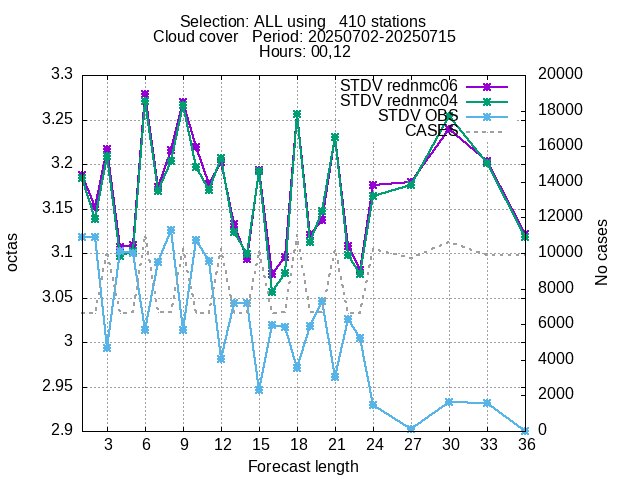 Selection: ALL using   410 stations
Cloud cover   Period: 20250702-20250715
Hours: 00,12
3.3
3.25
3.2
3.15
3.1
3.05
3
2.95
2.9
octas
STDV rednmc06
STDV rednmc04
STDV OBS
CASES
20000
18000
16000
14000
12000
10000
8000
6000
4000
2000
0
No cases
3 6 9 12 15 18 21 24 27 30 33 36
Forecast length